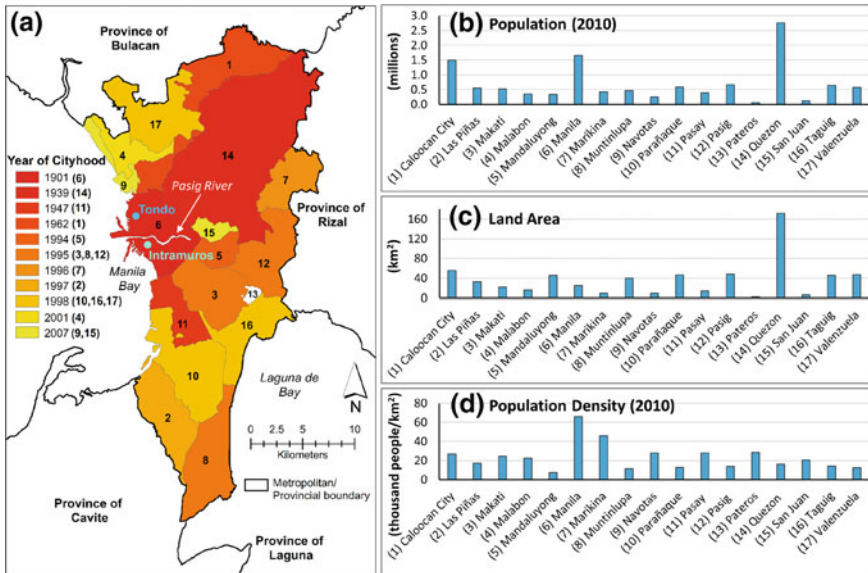 (a)
Province of
Bulacan
1
17
4
14
9
7
Year of Cityhood
1901 (6)
1939 (14)
1947 (11)
1962 (1)
1994 (5)
1995 (3,8,12)
1996 (7)
1997 (2)
1998 (10,16,17)
2001 (4)
2007 (9,15)
Pasig River
Tondo
6
15
Province of
Rizal
Intramuros
5
12
Manila
Bay
3
13
11
16
10
Laguna de
Bay
N
2
0 2.5 5 10
Kilometers
8
Metropolitan/
Provincial boundary
Province of
Cavite
Province of
Laguna
(b) Population (2010)
(millions)
3.0
2.5
2.0
1.5
1.0
0.5
0.0
(1) Caloocan City
(2) Las Piñas
(3) Makati
(4) Malabon
(5) Mandaluyong
(6) Manila
(7) Marikina
(8) Muntinlupa
(9) Navotas
(10) Parañaque
(11) Pasay
(12) Pasig
(13) Pateros
(14) Quezon
(15) San Juan
(16) Taguig
(17) Valenzuela
(c) Land Area
(km²)
160
120
80
40
0
(1) Caloocan City
(2) Las Piñas
(3) Makati
(4) Malabon
(5) Mandaluyong
(6) Manila
(7) Marikina
(8) Muntinlupa
(9) Navotas
(10) Parañaque
(11) Pasay
(12) Pasig
(13) Pateros
(14) Quezon
(15) San Juan
(16) Taguig
(17) Valenzuela
(d) Population Density (2010)
(thousand people/km²)
80
60
40
20
0
(1) Caloocan City
(2) Las Piñas
(3) Makati
(4) Malabon
(5) Mandaluyong
(6) Manila
(7) Marikina
(8) Muntinlupa
(9) Navotas
(10) Parañaque
(11) Pasay
(12) Pasig
(13) Pateros
(14) Quezon
(15) San Juan
(16) Taguig
(17) Valenzuela